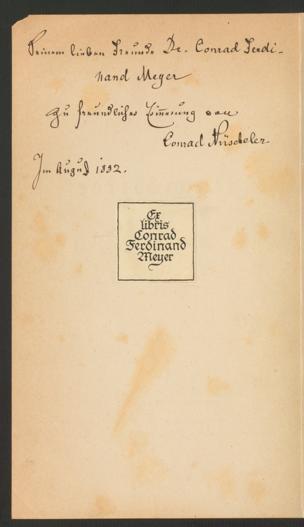 Seinem lieben Freunde Dr. Conrad Ferdi-
nand Meyer
zu freundlicher Erinnerung von
Conrad Nüscheler.
Im August 1892.
Ex
libris
Conrad
Ferdinand
Meyer